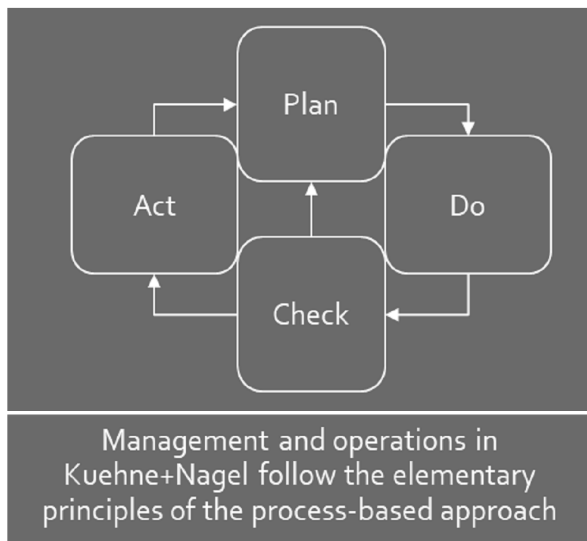 Plan
Act
Do
Check
Management and operations in
Kuehne+Nagel follow the elementary
principles of the process-based approach